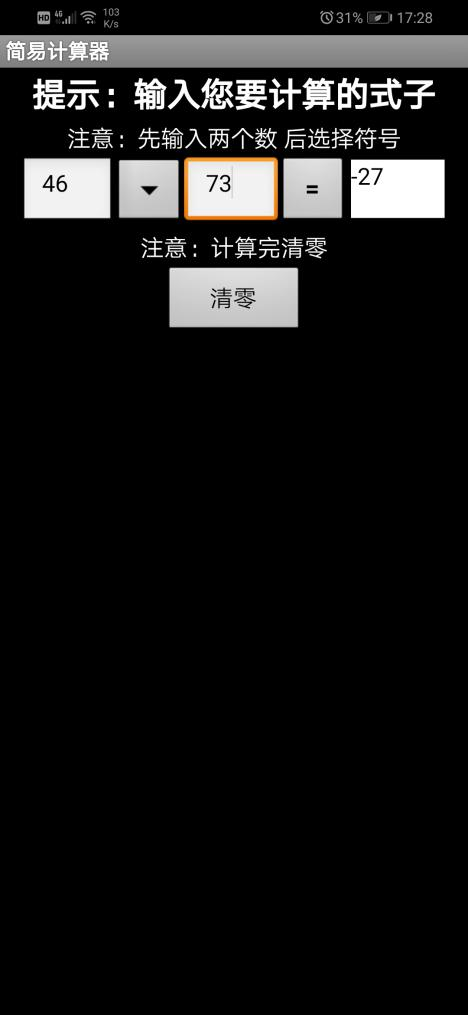 HD 4G 103 K/s 31% 17:28
简易计算器
提示：输入您要计算的式子
注意：先输入两个数 后选择符号
46 73 = -27
注意：计算完清零
清零